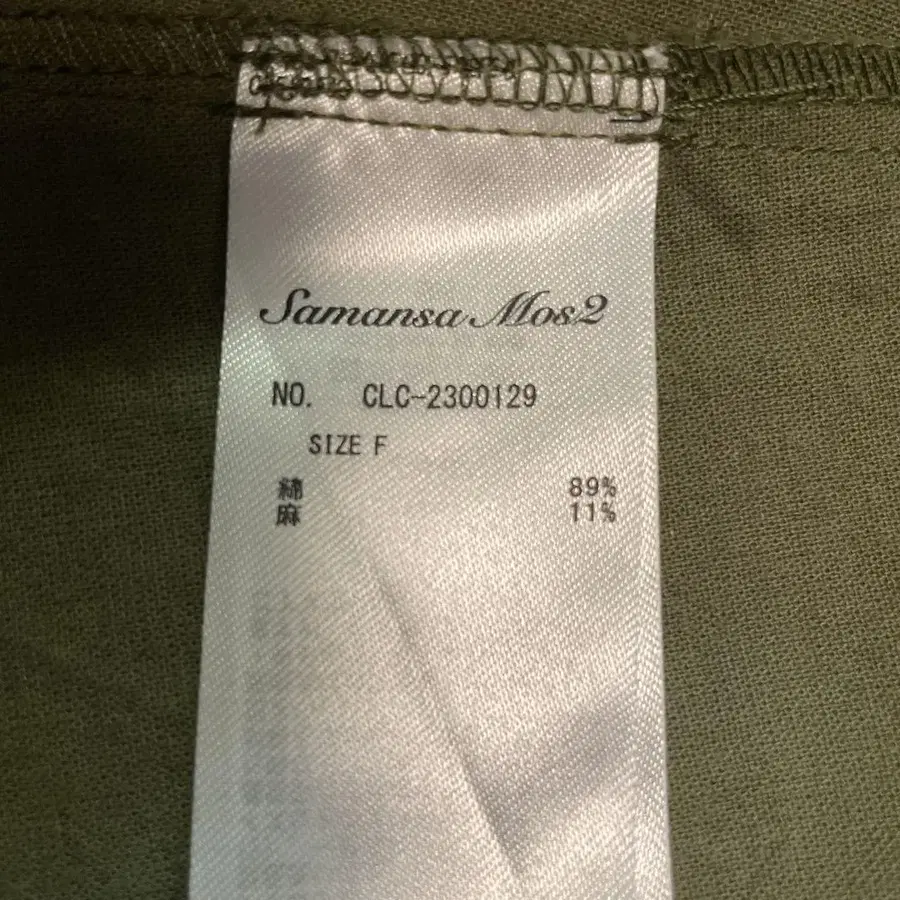 Samansa Mos2
NO. CLC-2300129
SIZE F
綿 89%
麻 11%